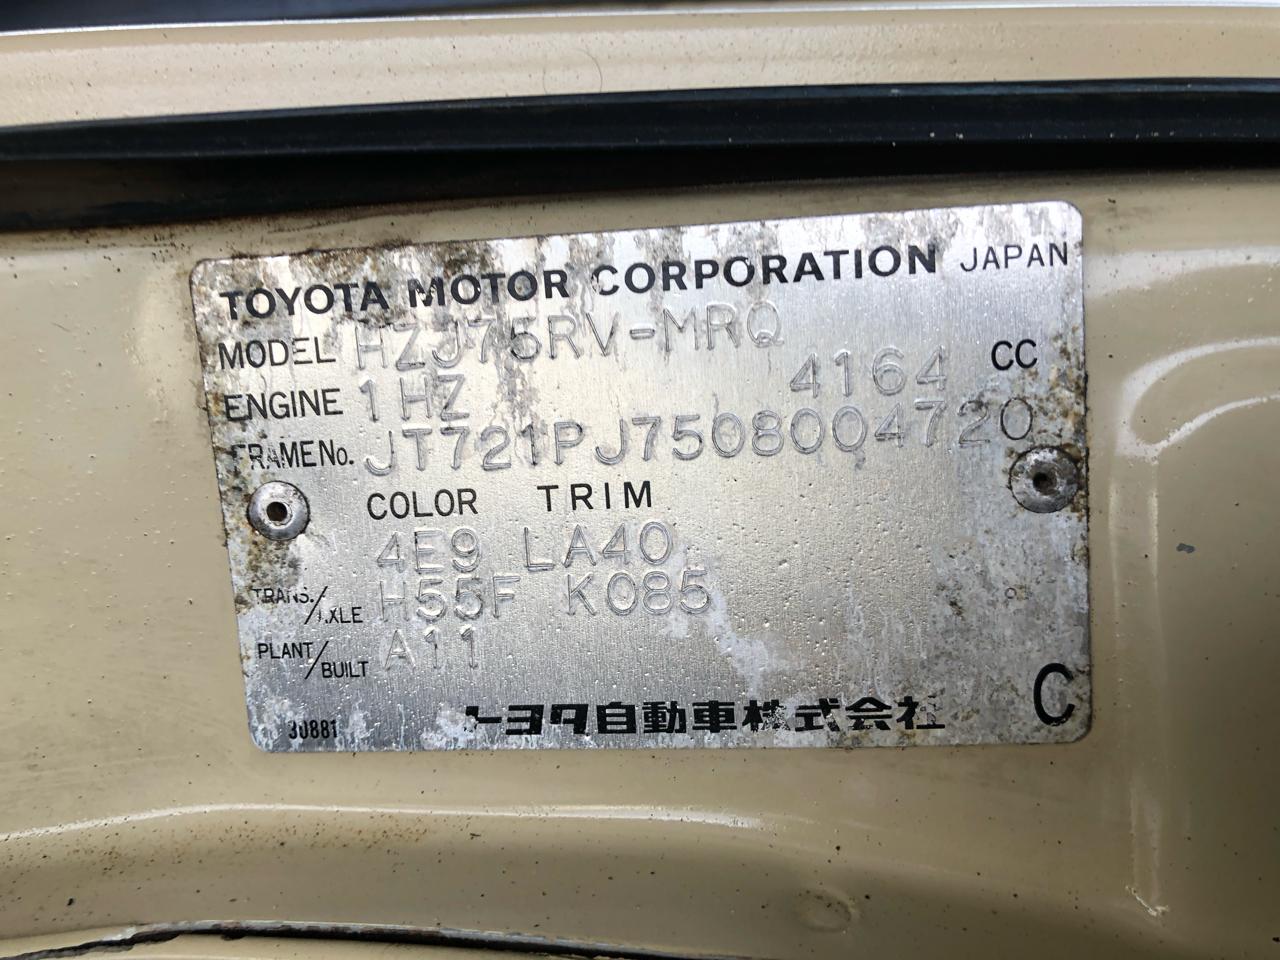 TOYOTA MOTOR CORPORATION JAPAN
MODEL HZJ75RV-MRQ
ENGINE 1HZ 4164 CC
FRAME No. JT721PJ7508004720
COLOR TRIM
4E9 LA40
TRANS./AXLE H55F K085
PLANT/BUILT A11
トヨタ自動車株式会社 C
30881